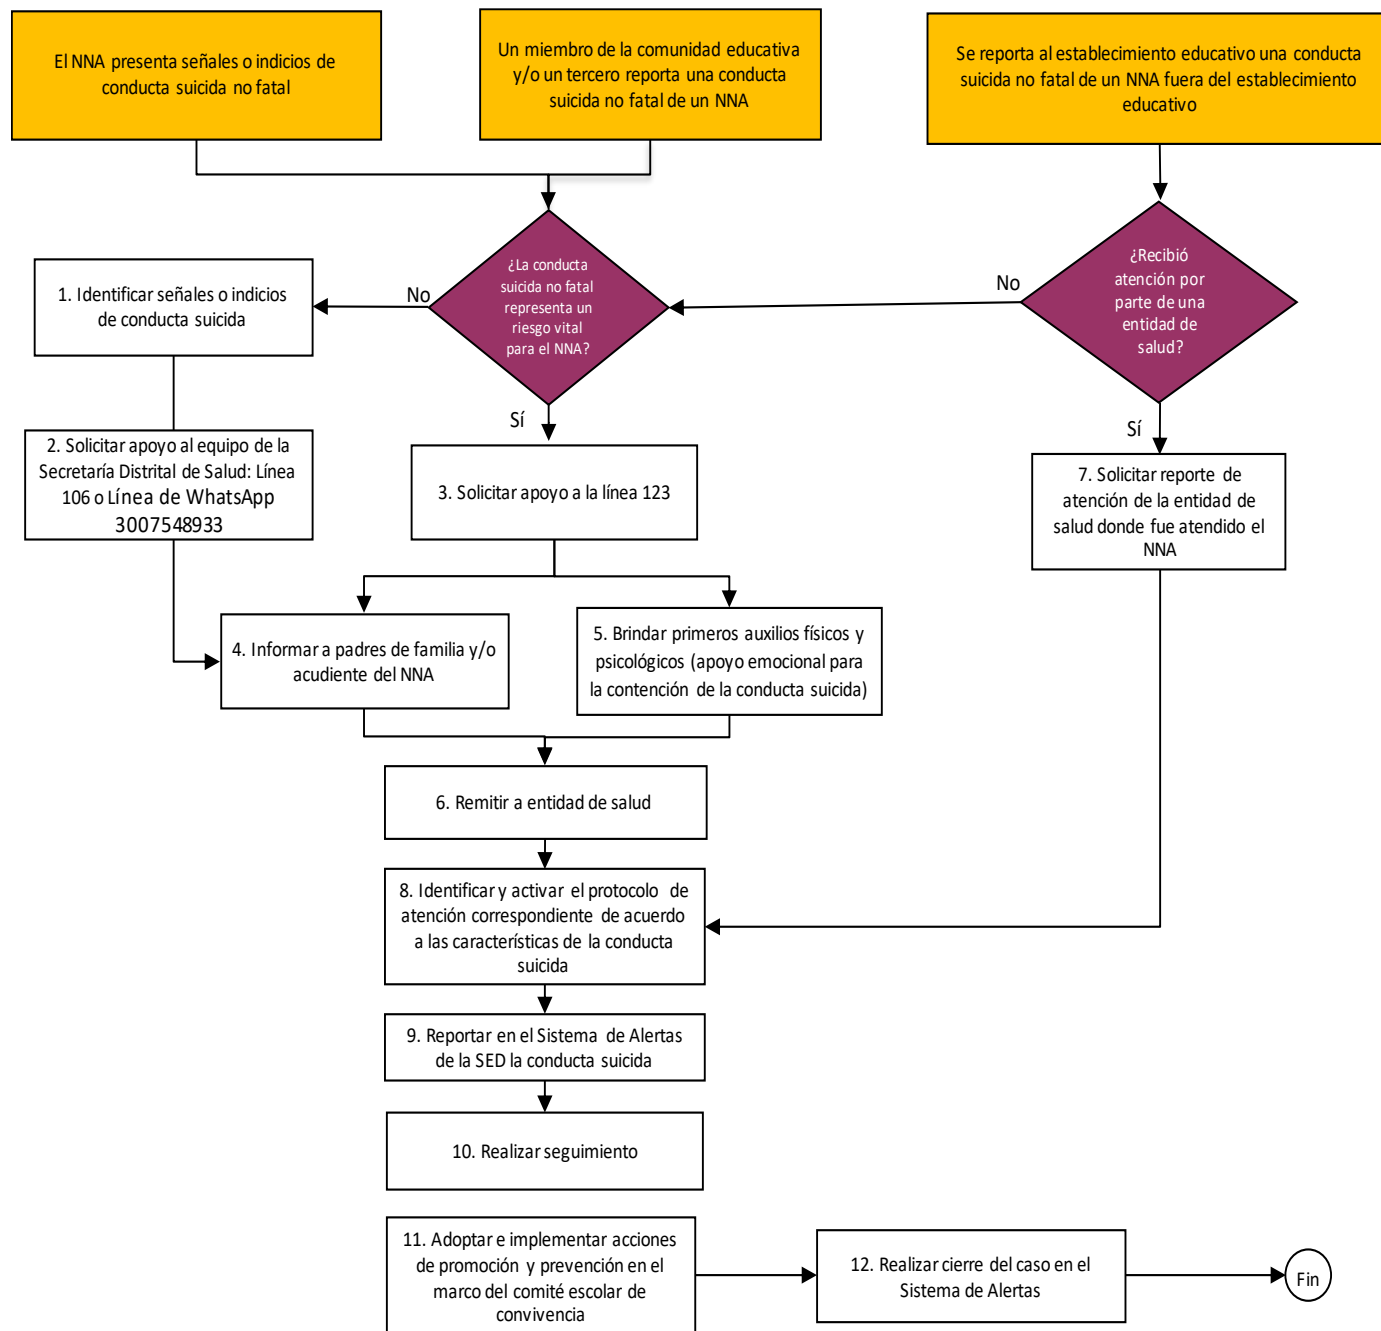 El NNA presenta señales o indicios de
conducta suicida no fatal
Un miembro de la comunidad educativa
y/o un tercero reporta una conducta
suicida no fatal de un NNA
Se reporta al establecimiento educativo una conducta
suicida no fatal de un NNA fuera del establecimiento
educativo
¿La conducta
suicida no fatal
representa un
riesgo vital
para el NNA?
¿Recibió
atención por
parte de una
entidad de
salud?
No
No
1. Identificar señales o indicios
de conducta suicida
Sí
Sí
2. Solicitar apoyo al equipo de la
Secretaría Distrital de Salud: Línea
106 o Línea de WhatsApp
3007548933
3. Solicitar apoyo a la línea 123
7. Solicitar reporte de
atención de la entidad de
salud donde fue atendido el
NNA
4. Informar a padres de familia y/o
acudiente del NNA
5. Brindar primeros auxilios físicos y
psicológicos (apoyo emocional para
la contención de la conducta suicida)
6. Remitir a entidad de salud
8. Identificar y activar el protocolo de
atención correspondiente de acuerdo
a las características de la conducta
suicida
9. Reportar en el Sistema de Alertas
de la SED la conducta suicida
10. Realizar seguimiento
11. Adoptar e implementar acciones
de promoción y prevención en el
marco del comité escolar de
convivencia
12. Realizar cierre del caso en el
Sistema de Alertas
Fin